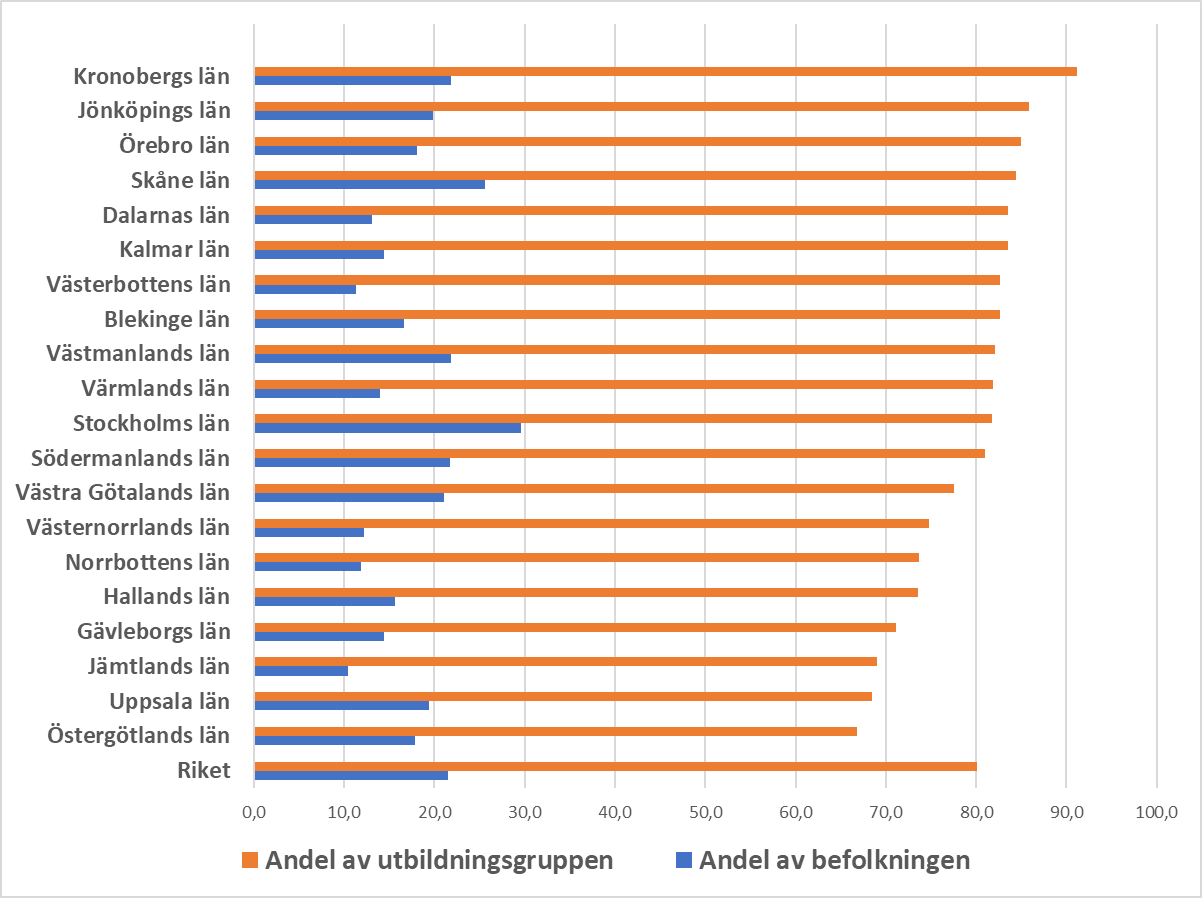 Kronobergs län
Jönköpings län
Örebro län
Skåne län
Dalarnas län
Kalmar län
Västerbottens län
Blekinge län
Västmanlands län
Värmlands län
Stockholms län
Södermanlands län
Västra Götalands län
Västernorrlands län
Norrbottens län
Hallands län
Gävleborgs län
Jämtlands län
Uppsala län
Östergötlands län
Riket
0,0 10,0 20,0 30,0 40,0 50,0 60,0 70,0 80,0 90,0 100,0
Andel av utbildningsgruppen Andel av befolkningen